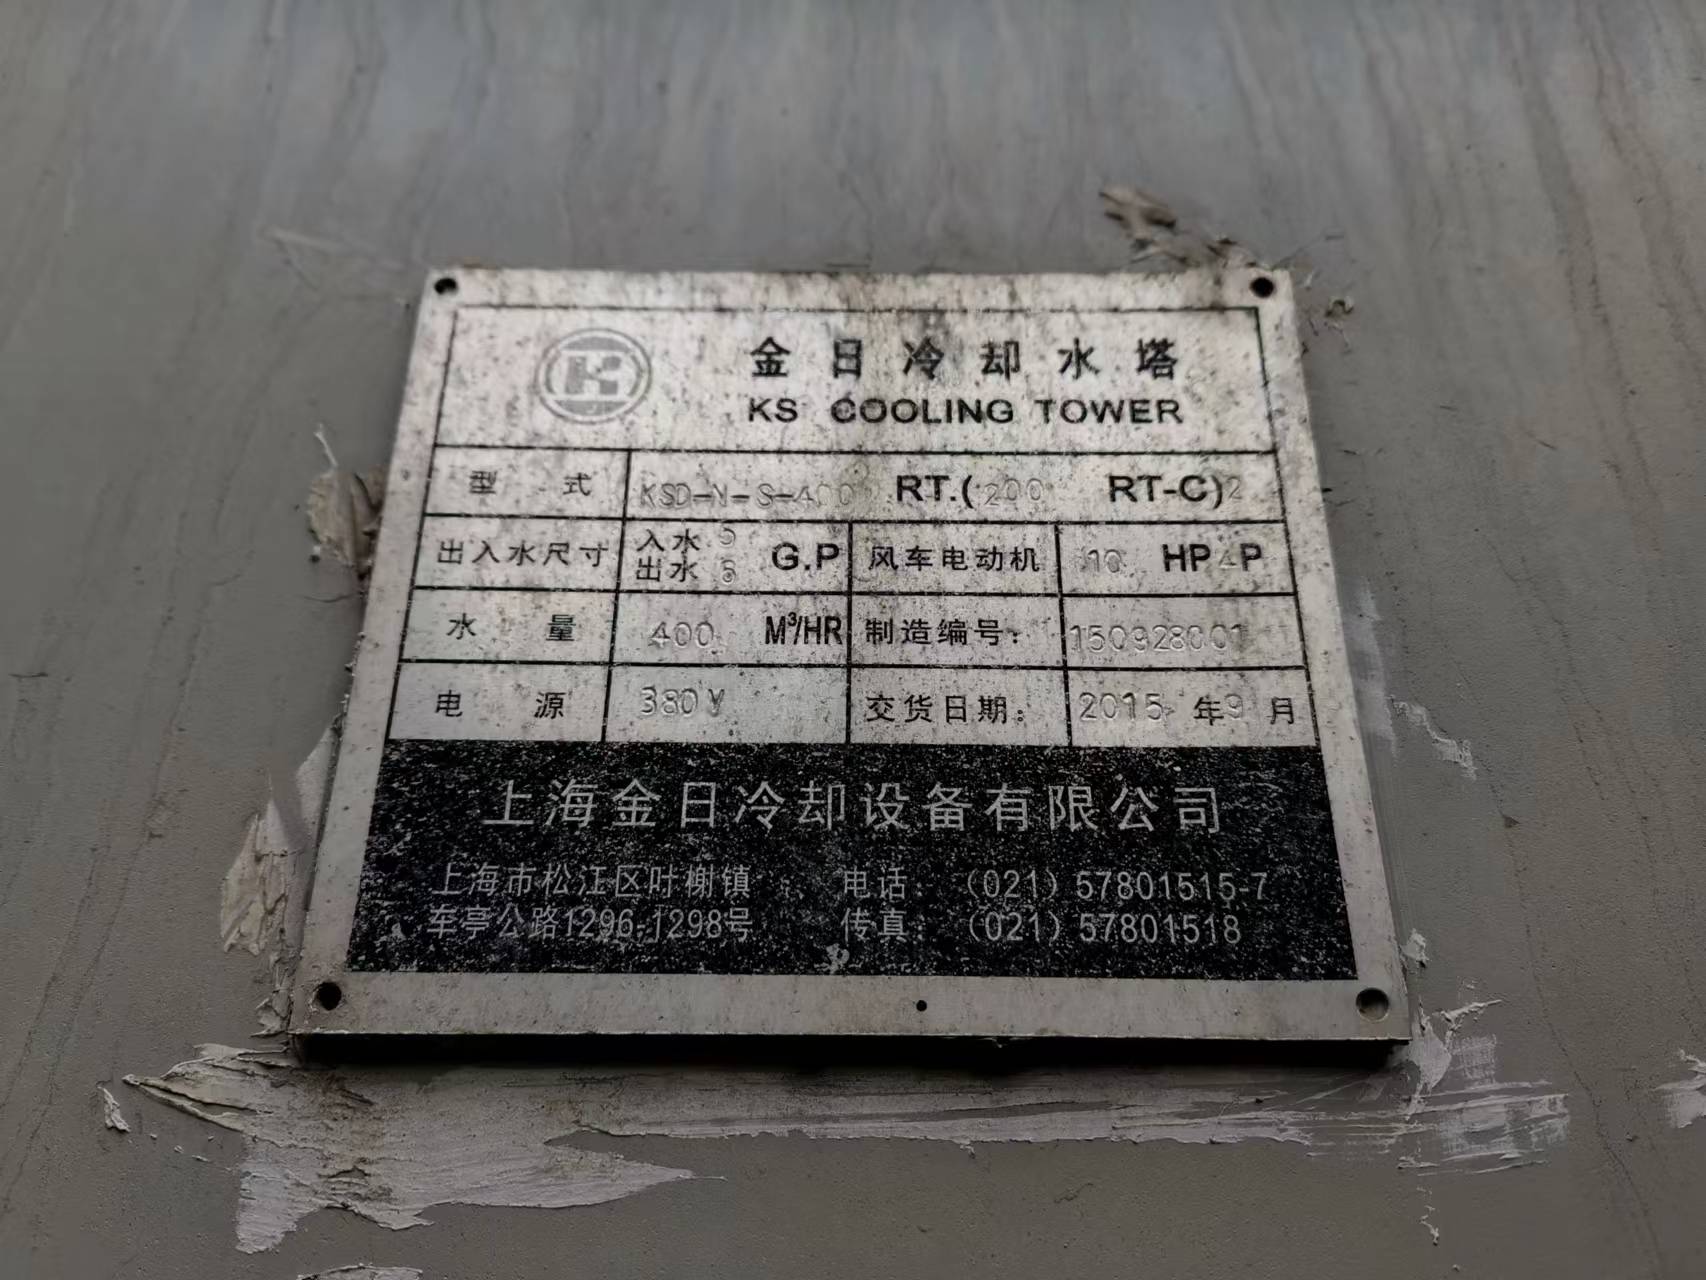 K
金日冷却水塔
KS COOLING TOWER
型式 KSD-N-S-400 RT.(200 RT-C)2
出入水尺寸 入水 G.P 风车电动机 10 HP4P
出水
水量 400 M³/HR 制造编号: 150928001
电源 380V 交货日期: 2015年9月
上海金日冷却设备有限公司
上海市松江区叶榭镇 电话: (021) 57801515-7
车亭公路1296-1298号 传真: (021) 57801518